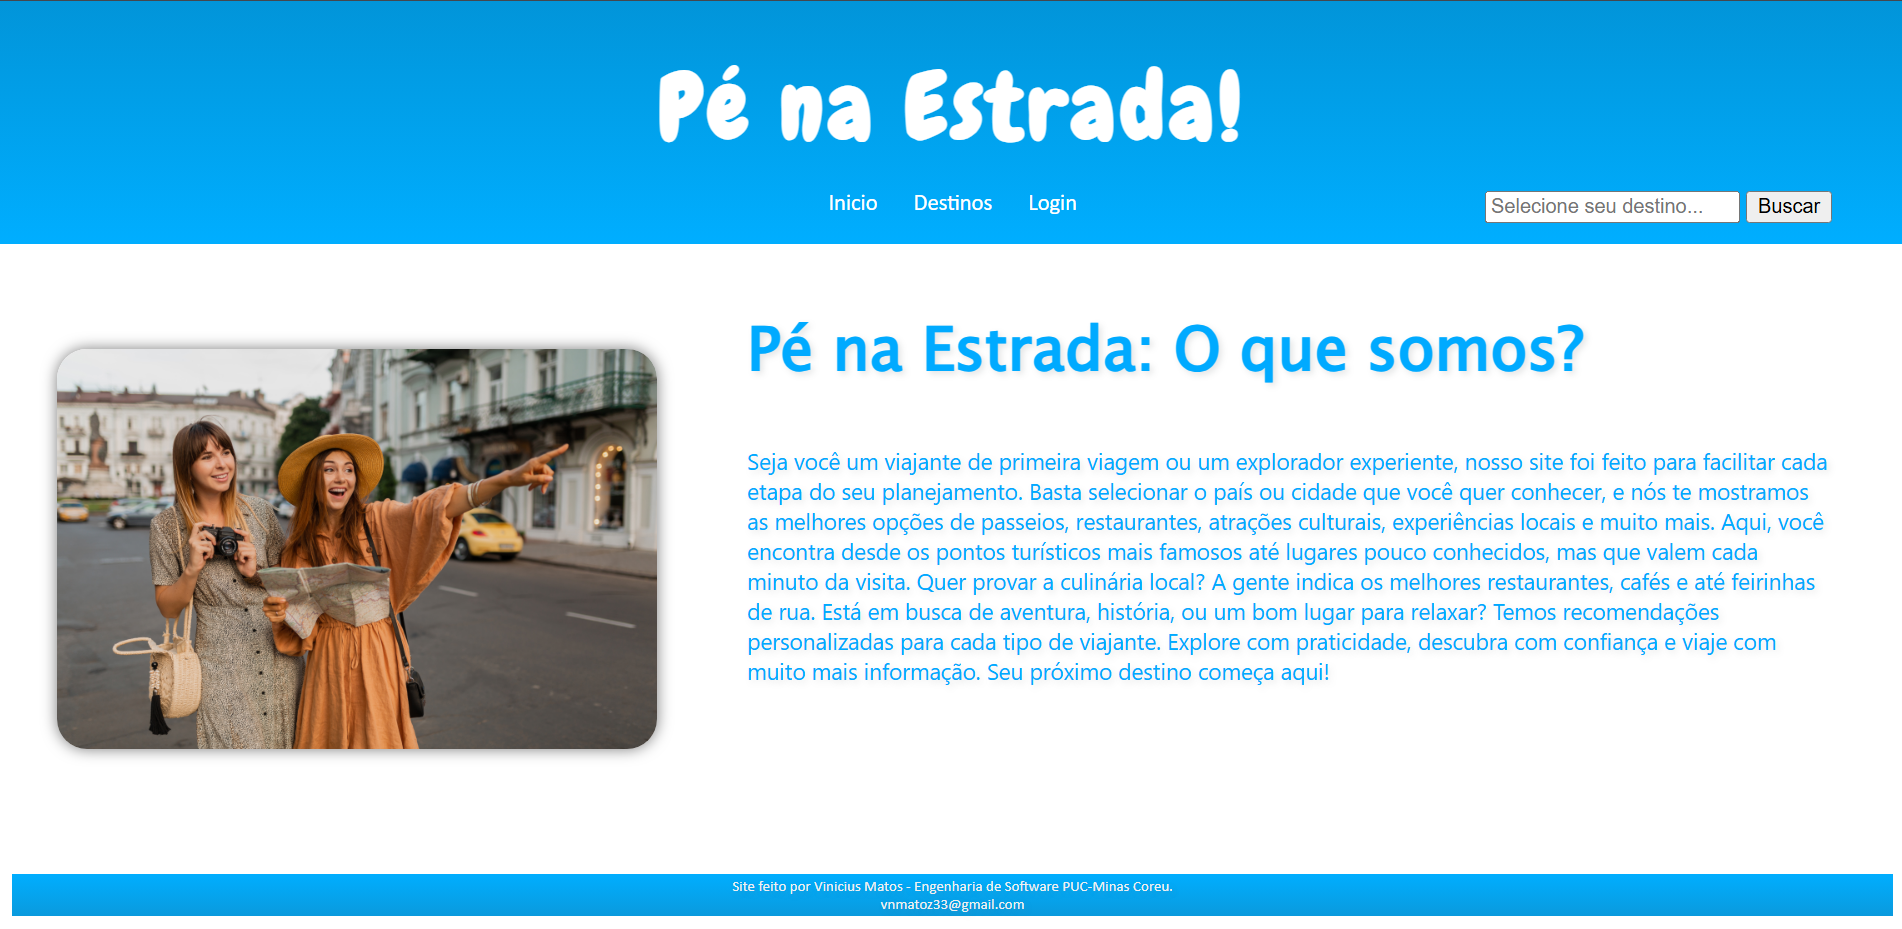 Pé na Estrada!
Inicio Destinos Login
Selecione seu destino... Buscar
Pé na Estrada: O que somos?
Seja você um viajante de primeira viagem ou um explorador experiente, nosso site foi feito para facilitar cada
etapa do seu planejamento. Basta selecionar o país ou cidade que você quer conhecer, e nós te mostramos
as melhores opções de passeios, restaurantes, atrações culturais, experiências locais e muito mais. Aqui, você
encontra desde os pontos turísticos mais famosos até lugares pouco conhecidos, mas que valem cada
minuto da visita. Quer provar a culinária local? A gente indica os melhores restaurantes, cafés e até feirinhas
de rua. Está em busca de aventura, história, ou um bom lugar para relaxar? Temos recomendações
personalizadas para cada tipo de viajante. Explore com praticidade, descubra com confiança e viaje com
muito mais informação. Seu próximo destino começa aqui!
Site feito por Vinicius Matos - Engenharia de Software PUC-Minas Coreu.
vnmatoz33@gmail.com